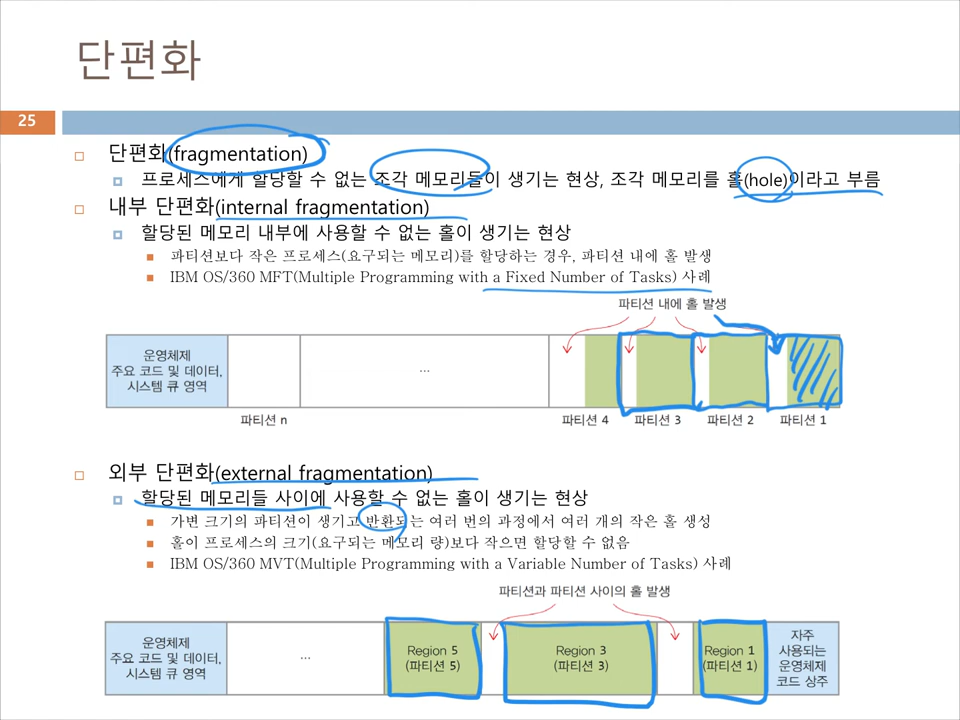 단편화
25
단편화(fragmentation)
프로세스에게 할당할 수 없는 조각 메모리들이 생기는 현상, 조각 메모리를 홀(hole)이라고 부름
내부 단편화(internal fragmentation)
할당된 메모리 내부에 사용할 수 없는 홀이 생기는 현상
파티션보다 작은 프로세스(요구되는 메모리)를 할당하는 경우, 파티션 내에 홀 발생
IBM OS/360 MFT(Multiple Programming with a Fixed Number of Tasks) 사례
파티션 내에 홀 발생
운영체제
주요 코드 및 데이터,
시스템 큐 영역
...
파티션 n
파티션 4
파티션 3
파티션 2
파티션 1
외부 단편화(external fragmentation)
할당된 메모리들 사이에 사용할 수 없는 홀이 생기는 현상
가변 크기의 파티션이 생기고 반환되는 여러 번의 과정에서 여러 개의 작은 홀 생성
홀이 프로세스의 크기(요구되는 메모리 량)보다 작으면 할당할 수 없음
IBM OS/360 MVT(Multiple Programming with a Variable Number of Tasks) 사례
파티션과 파티션 사이의 홀 발생
운영체제
주요 코드 및 데이터,
시스템 큐 영역
...
Region 5
(파티션 5)
Region 3
(파티션 3)
Region 1
(파티션 1)
자주
사용되는
운영체제
코드 상주